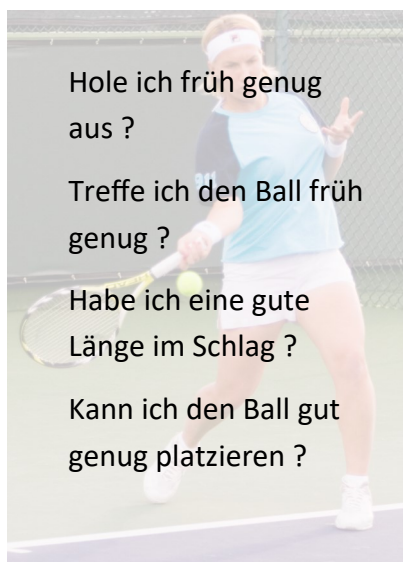 Hole ich früh genug
aus ?
Treffe ich den Ball früh
genug ?
Habe ich eine gute
Länge im Schlag ?
Kann ich den Ball gut
genug platzieren ?